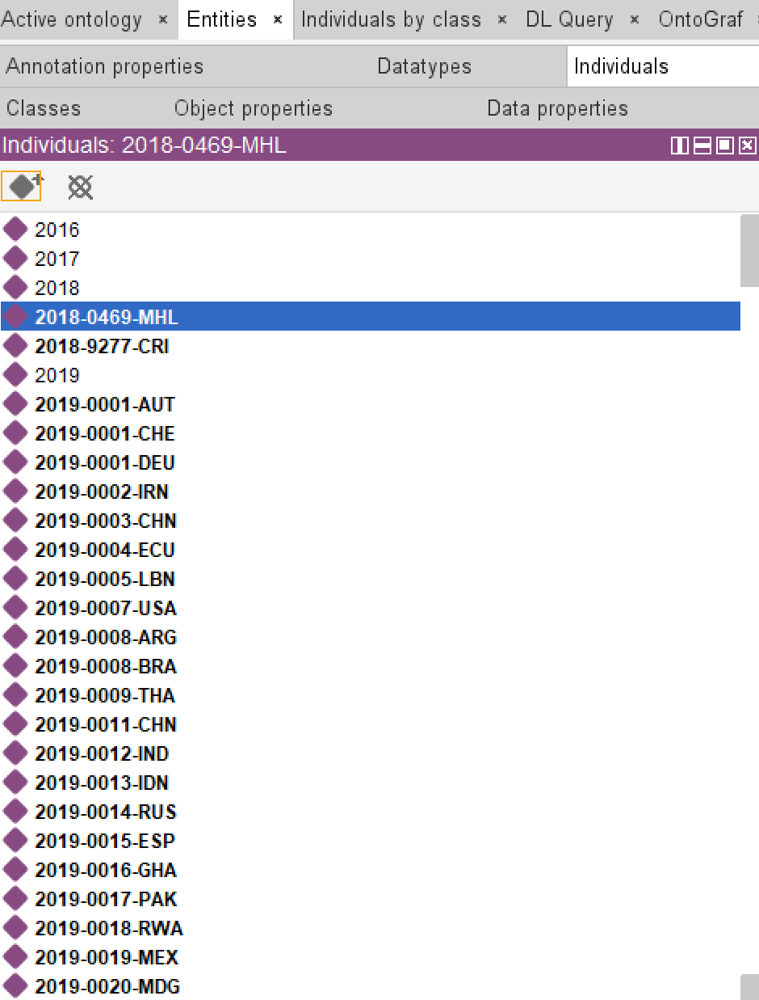 Active ontology × Entities × Individuals by class × DL Query × OntoGraf
Annotation properties Datatypes Individuals
Classes Object properties Data properties
Individuals: 2018-0469-MHL
2016
2017
2018
2018-0469-MHL
2018-9277-CRI
2019
2019-0001-AUT
2019-0001-CHE
2019-0001-DEU
2019-0002-IRN
2019-0003-CHN
2019-0004-ECU
2019-0005-LBN
2019-0007-USA
2019-0008-ARG
2019-0008-BRA
2019-0009-THA
2019-0011-CHN
2019-0012-IND
2019-0013-IDN
2019-0014-RUS
2019-0015-ESP
2019-0016-GHA
2019-0017-PAK
2019-0018-RWA
2019-0019-MEX
2019-0020-MDG